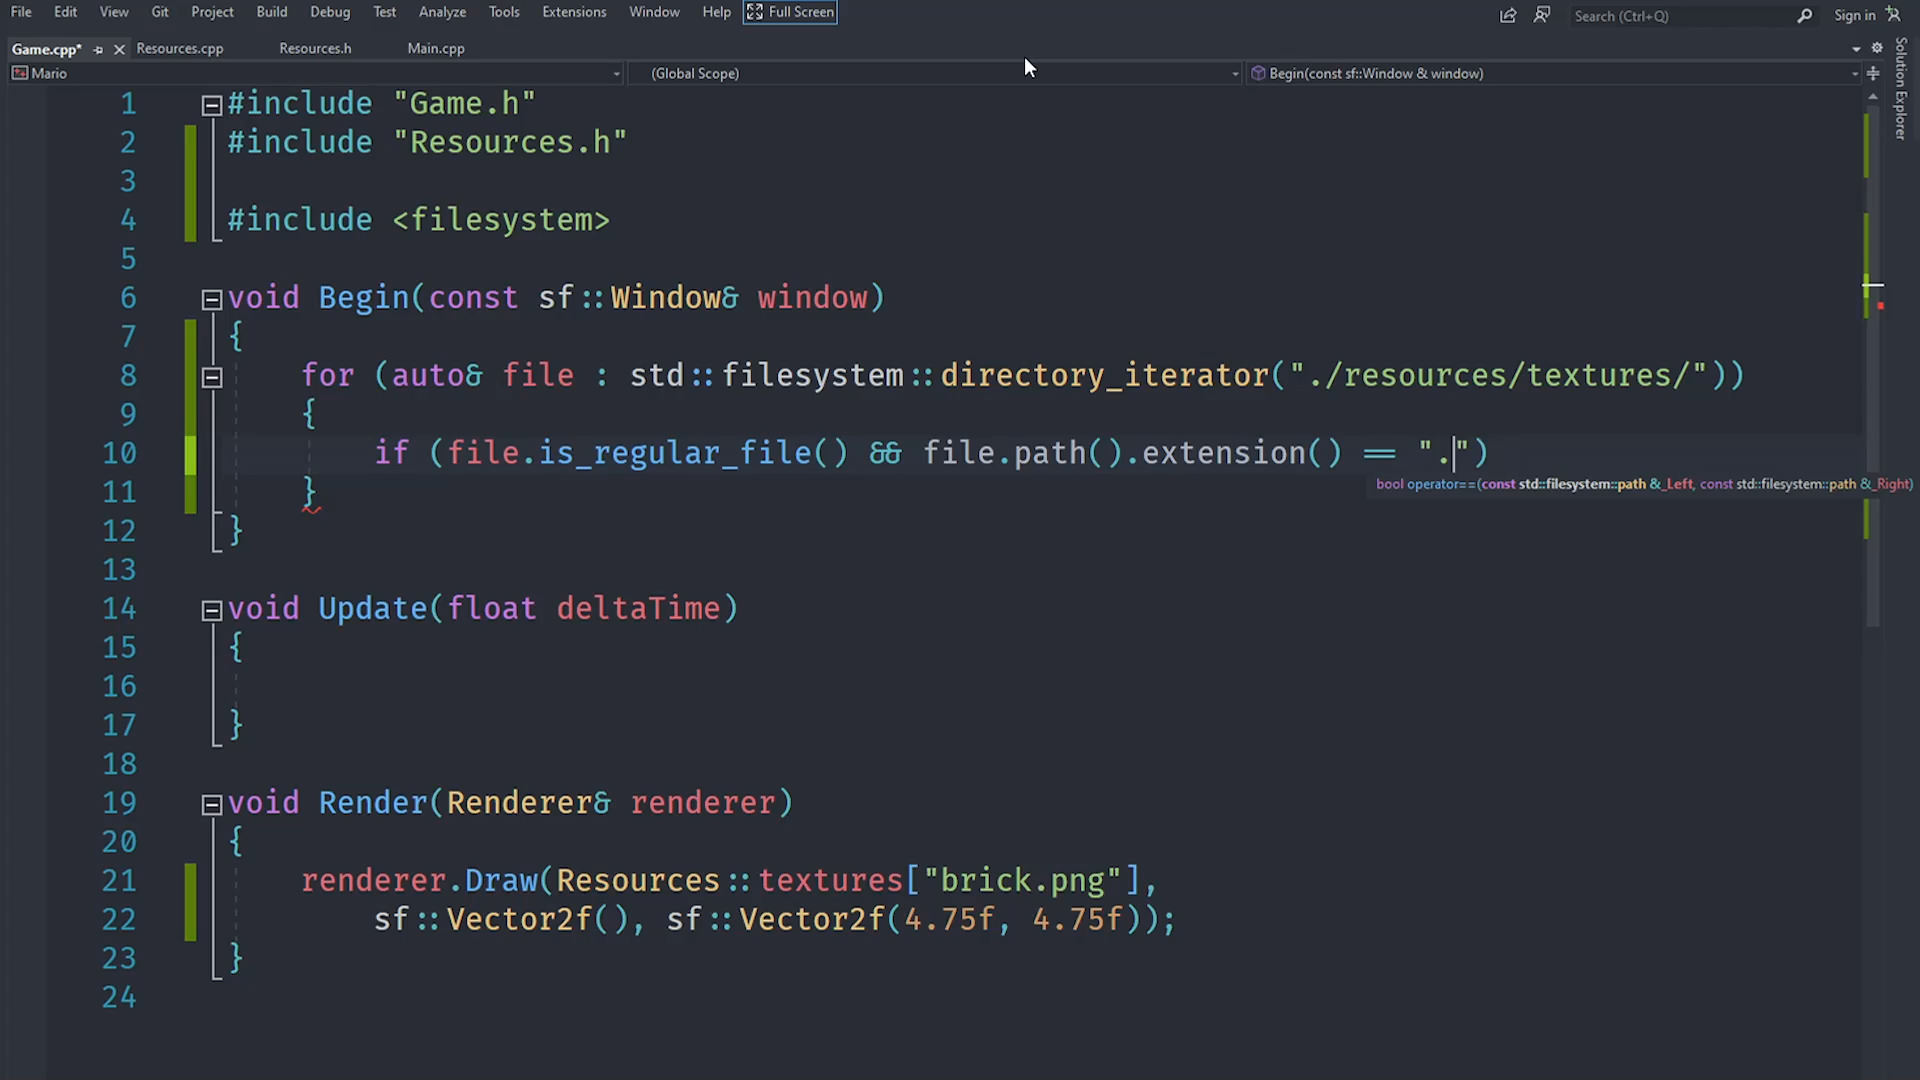 File Edit View Git Project Build Debug Test Analyze Tools Extensions Window Help Full Screen Search (Ctrl+Q) Sign in
Game.cpp* Resources.cpp Resources.h Main.cpp
Mario (Global Scope) Begin(const sf::Window & window)
Solution Explorer
1 #include "Game.h"
2 #include "Resources.h"
3
4 #include <filesystem>
5
6 void Begin(const sf::Window& window)
7 {
8 for (auto& file : std::filesystem::directory_iterator("./resources/textures/"))
9 {
10 if (file.is_regular_file() && file.path().extension() == ".")
bool operator==(const std::filesystem::path &_Left, const std::filesystem::path &_Right)
11 }
12 }
13
14 void Update(float deltaTime)
15 {
16
17 }
18
19 void Render(Renderer& renderer)
20 {
21 renderer.Draw(Resources::textures["brick.png"],
22 sf::Vector2f(), sf::Vector2f(4.75f, 4.75f));
23 }
24